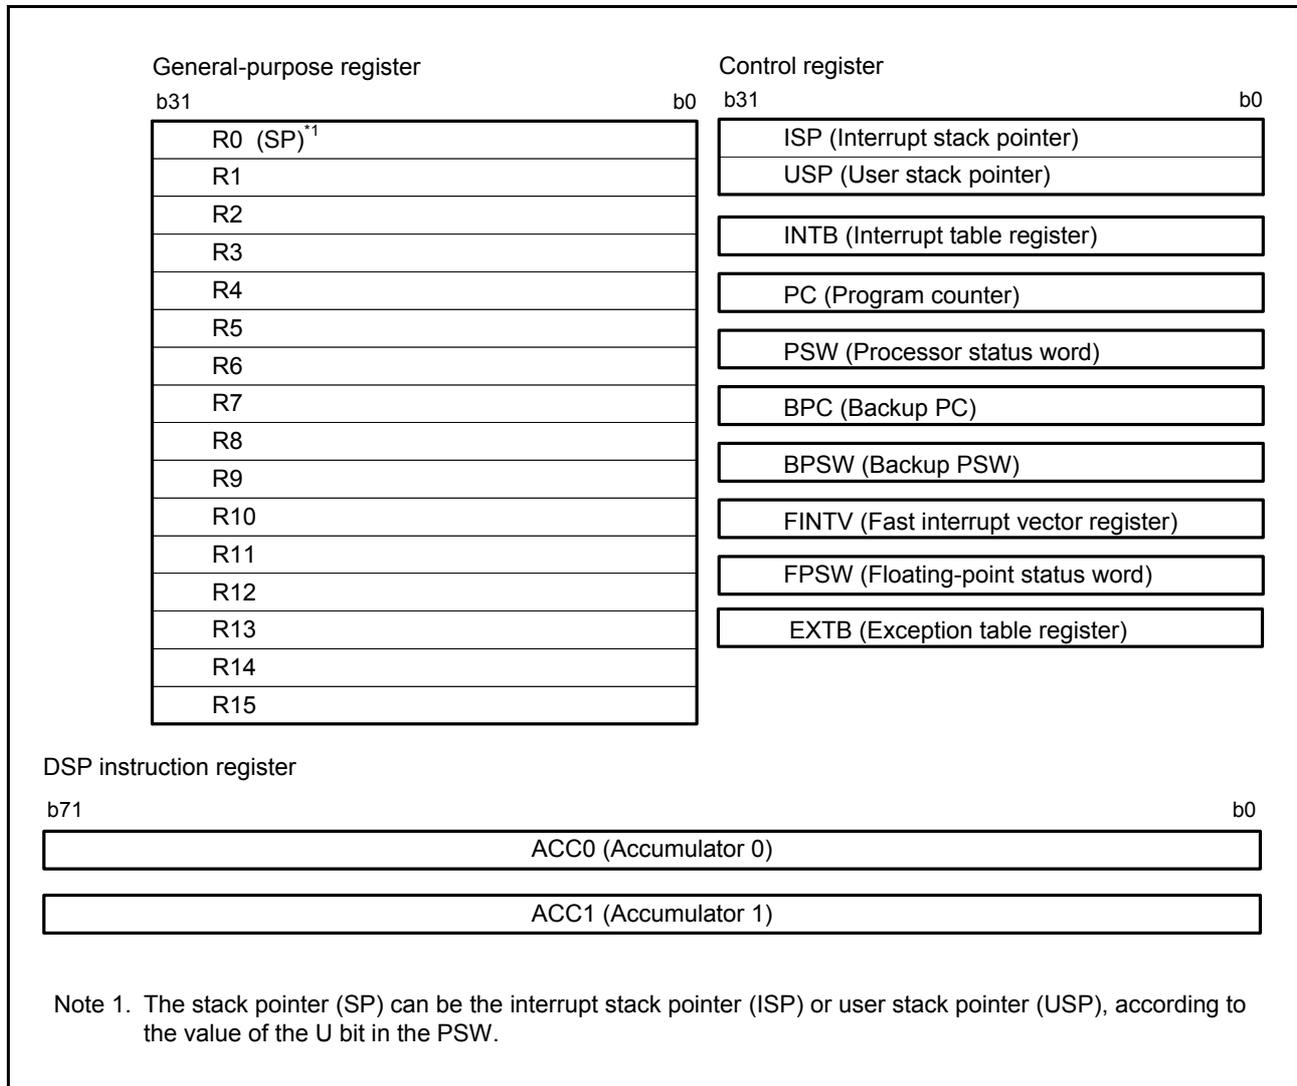 General-purpose register
b31 b0
R0 (SP)*1
R1
R2
R3
R4
R5
R6
R7
R8
R9
R10
R11
R12
R13
R14
R15
Control register
b31 b0
ISP (Interrupt stack pointer)
USP (User stack pointer)
INTB (Interrupt table register)
PC (Program counter)
PSW (Processor status word)
BPC (Backup PC)
BPSW (Backup PSW)
FINTV (Fast interrupt vector register)
FPSW (Floating-point status word)
EXTB (Exception table register)
DSP instruction register
b71 b0
ACC0 (Accumulator 0)
ACC1 (Accumulator 1)
Note 1. The stack pointer (SP) can be the interrupt stack pointer (ISP) or user stack pointer (USP), according to
the value of the U bit in the PSW.